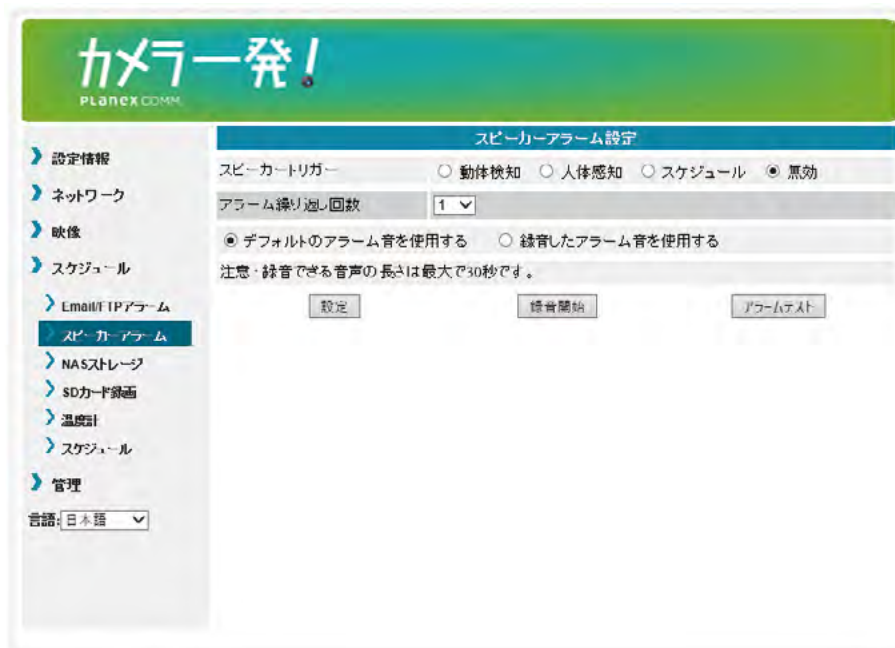 カメラ一発!
PLANEX COMM.
設定情報
ネットワーク
映像
スケジュール
Email/FTPアラーム
スピーカーアラーム
NASストレージ
SDカード録画
温度計
スケジュール
管理
言語: 日本語
スピーカーアラーム設定
スピーカートリガー 動体検知 人体感知 スケジュール 無効
アラーム繰り返し回数 1
デフォルトのアラーム音を使用する 録音したアラーム音を使用する
注意・録音できる音声の長さは最大で30秒です。
設定 録音開始 アラームテスト